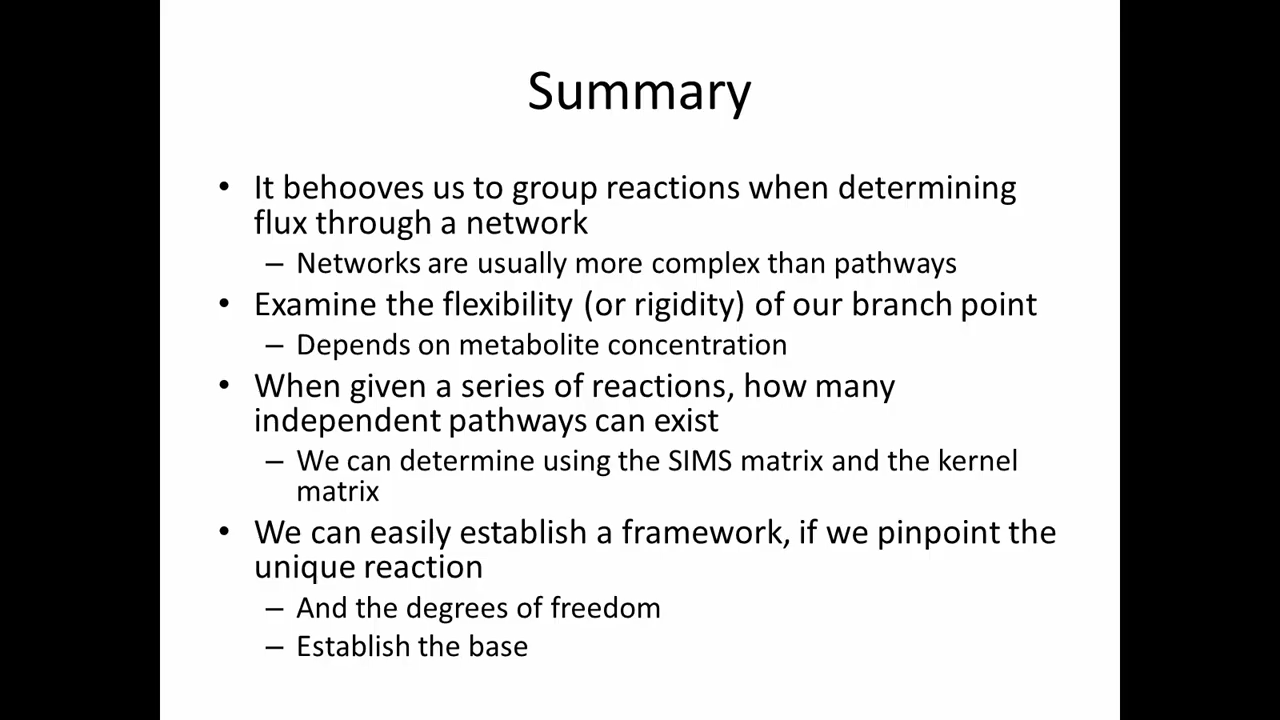 Summary
• It behooves us to group reactions when determining
flux through a network
– Networks are usually more complex than pathways
• Examine the flexibility (or rigidity) of our branch point
– Depends on metabolite concentration
• When given a series of reactions, how many
independent pathways can exist
– We can determine using the SIMS matrix and the kernel
matrix
• We can easily establish a framework, if we pinpoint the
unique reaction
– And the degrees of freedom
– Establish the base